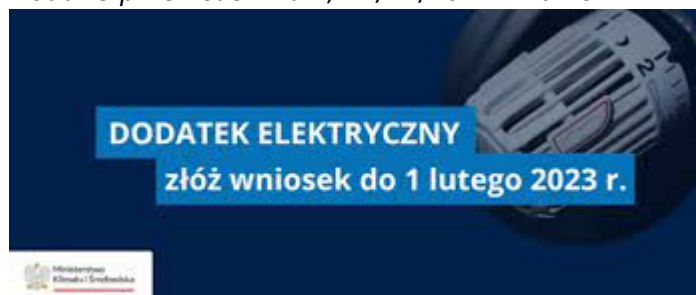 DODATEK ELEKTRYCZNY
złóż wniosek do 1 lutego 2023 r.
Ministerstwo
Klimatu i Środowiska